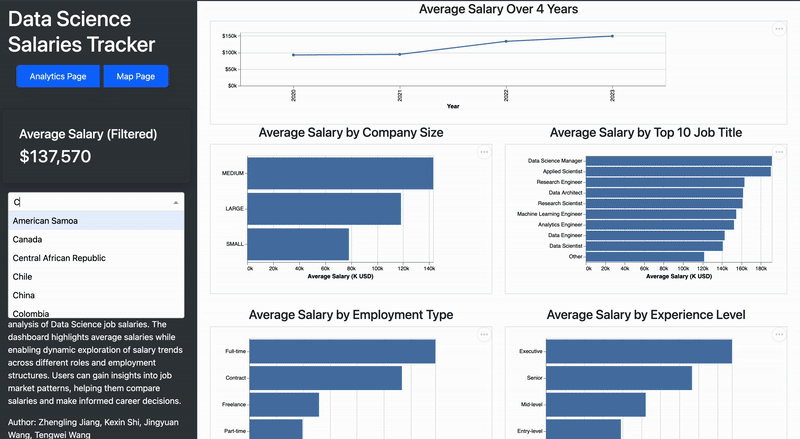 Data Science
Salaries Tracker
Analytics Page
Map Page
Average Salary (Filtered)
$137,570
C
American Samoa
Canada
Central African Republic
Chile
China
Colombia
analysis of Data Science job salaries. The
dashboard highlights average salaries while
enabling dynamic exploration of salary trends
across different roles and employment
structures. Users can gain insights into job
market patterns, helping them compare
salaries and make informed career decisions.
Author: Zhengling Jiang, Kexin Shi, Jingyuan
Wang, Tengwei Wang
Average Salary Over 4 Years
$150k
$100k
$50k
$0k
2020
2021
2022
2023
Year
Average Salary by Company Size
MEDIUM
LARGE
SMALL
0k 20k 40k 60k 80k 100k 120k 140k
Average Salary (K USD)
Average Salary by Top 10 Job Title
Data Science Manager
Applied Scientist
Research Engineer
Data Architect
Research Scientist
Machine Learning Engineer
Analytics Engineer
Data Engineer
Data Scientist
Other
0k 20k 40k 60k 80k 100k 120k 140k 160k 180k
Average Salary (K USD)
Average Salary by Employment Type
Full-time
Contract
Freelance
Part-time
Average Salary by Experience Level
Executive
Senior
Mid-level
Entry-level